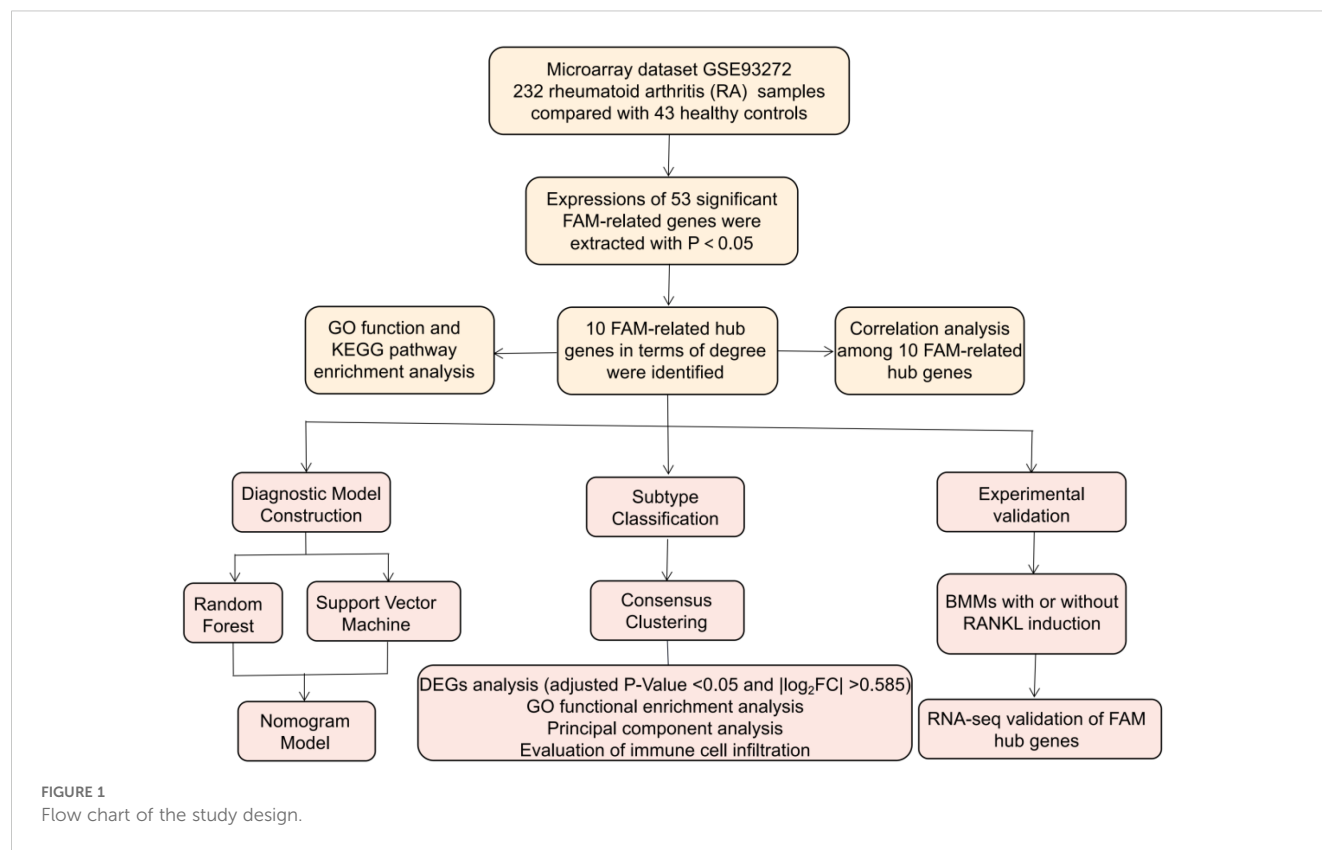 Microarray dataset GSE93272
232 rheumatoid arthritis (RA) samples
compared with 43 healthy controls
Expressions of 53 significant
FAM-related genes were
extracted with P < 0.05
GO function and
KEGG pathway
enrichment analysis
10 FAM-related hub
genes in terms of degree
were identified
Correlation analysis
among 10 FAM-related
hub genes
Diagnostic Model
Construction
Subtype
Classification
Experimental
validation
Random
Forest
Support Vector
Machine
Consensus
Clustering
BMMs with or without
RANKL induction
Nomogram
Model
DEGs analysis (adjusted P-Value <0.05 and |log₂FC| >0.585)
GO functional enrichment analysis
Principal component analysis
Evaluation of immune cell infiltration
RNA-seq validation of FAM
hub genes
FIGURE 1
Flow chart of the study design.